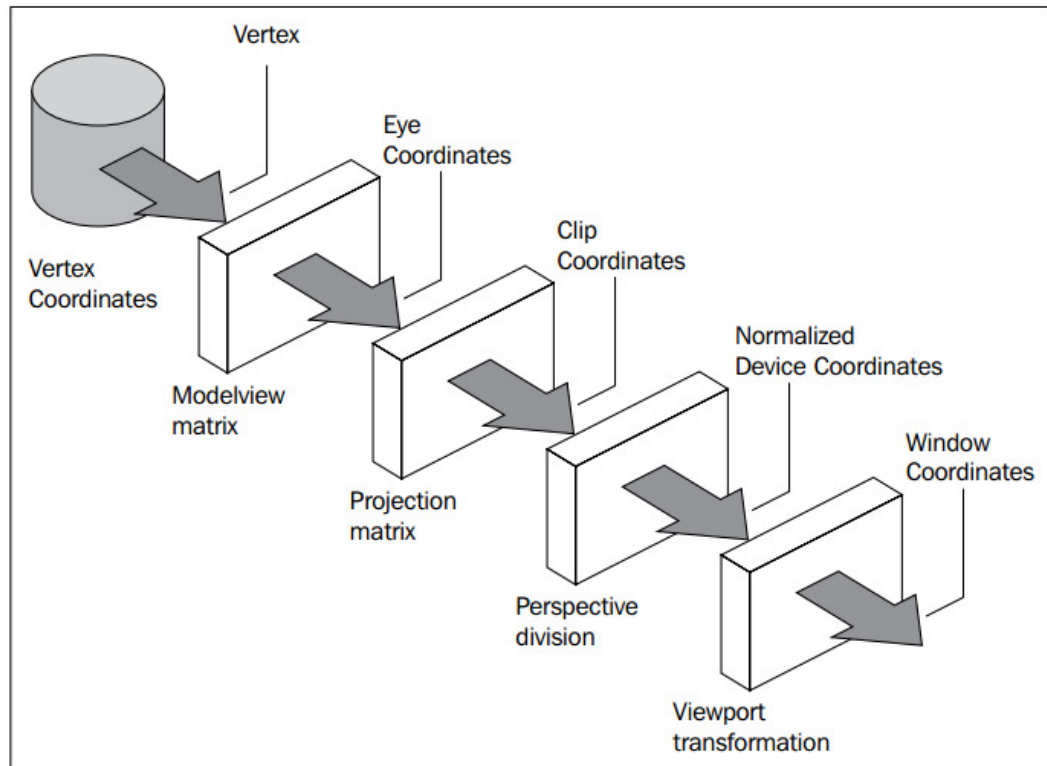 Vertex
Eye
Coordinates
Clip
Coordinates
Vertex
Coordinates
Normalized
Device Coordinates
Modelview
matrix
Window
Coordinates
Projection
matrix
Perspective
division
Viewport
transformation